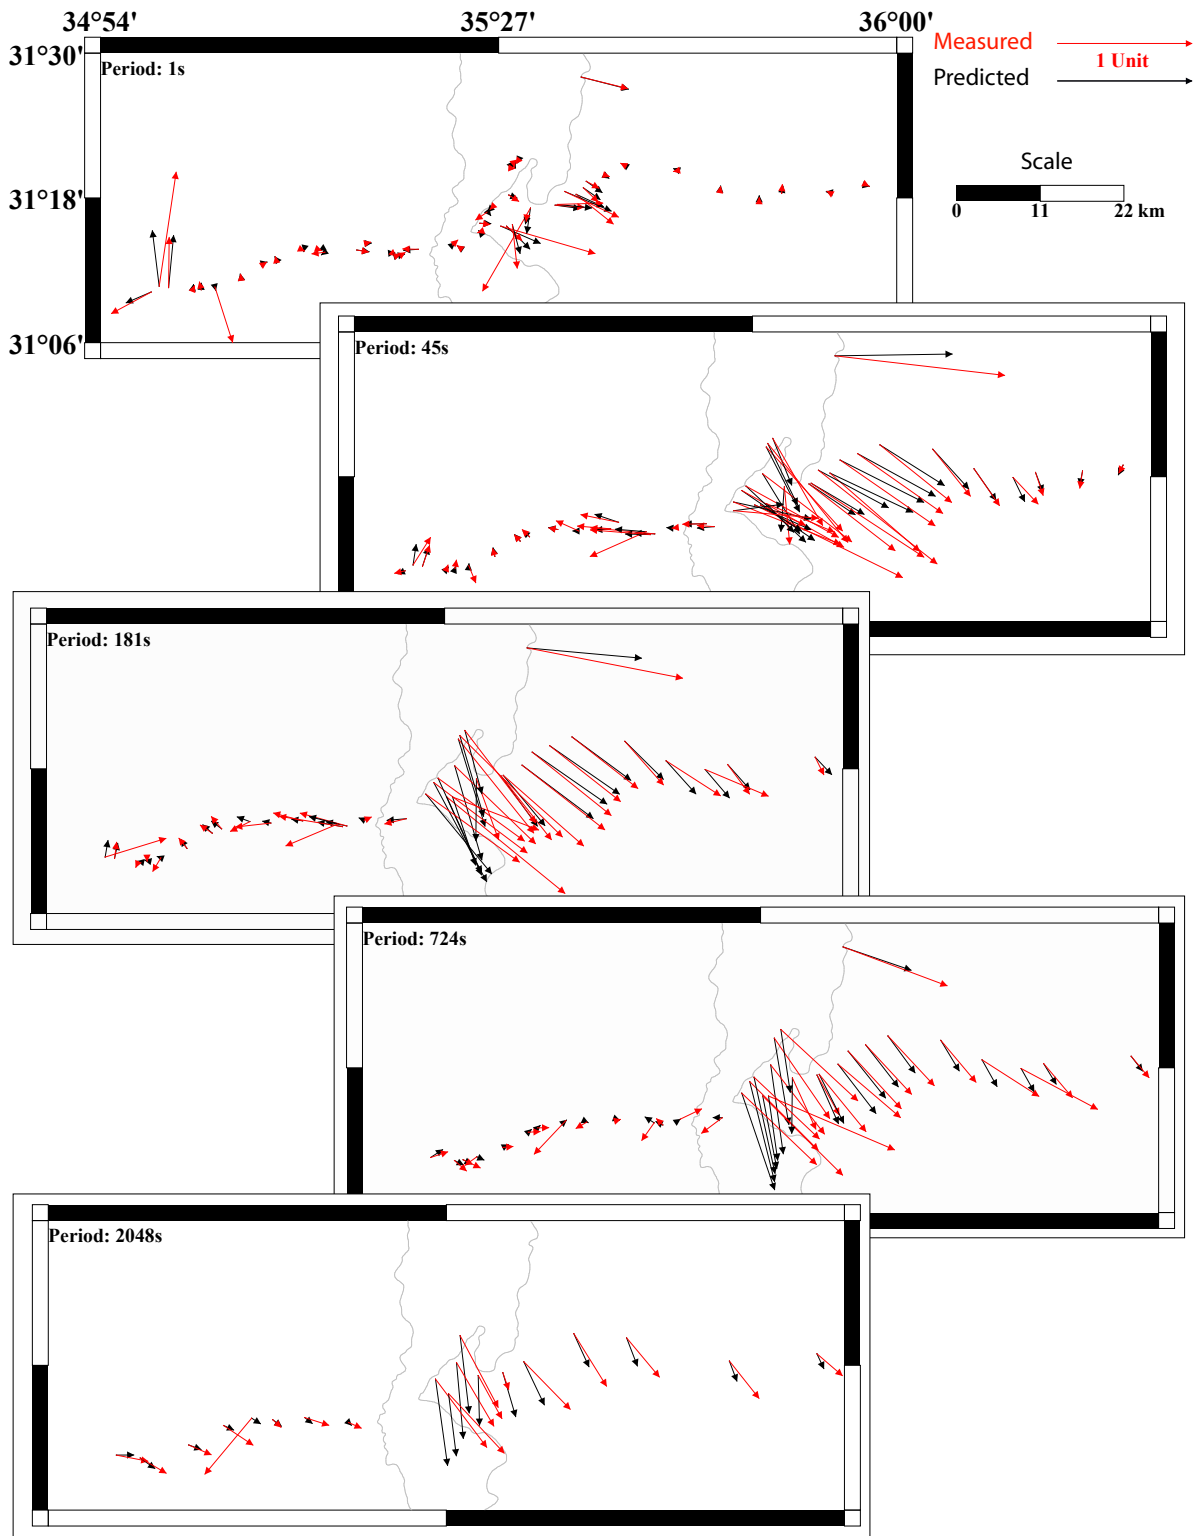 34°54' 35°27' 36°00'
31°30'
31°18'
31°06'
Measured
1 Unit
Predicted
Scale
0 11 22 km
Period: 1s
Period: 45s
Period: 181s
Period: 724s
Period: 2048s